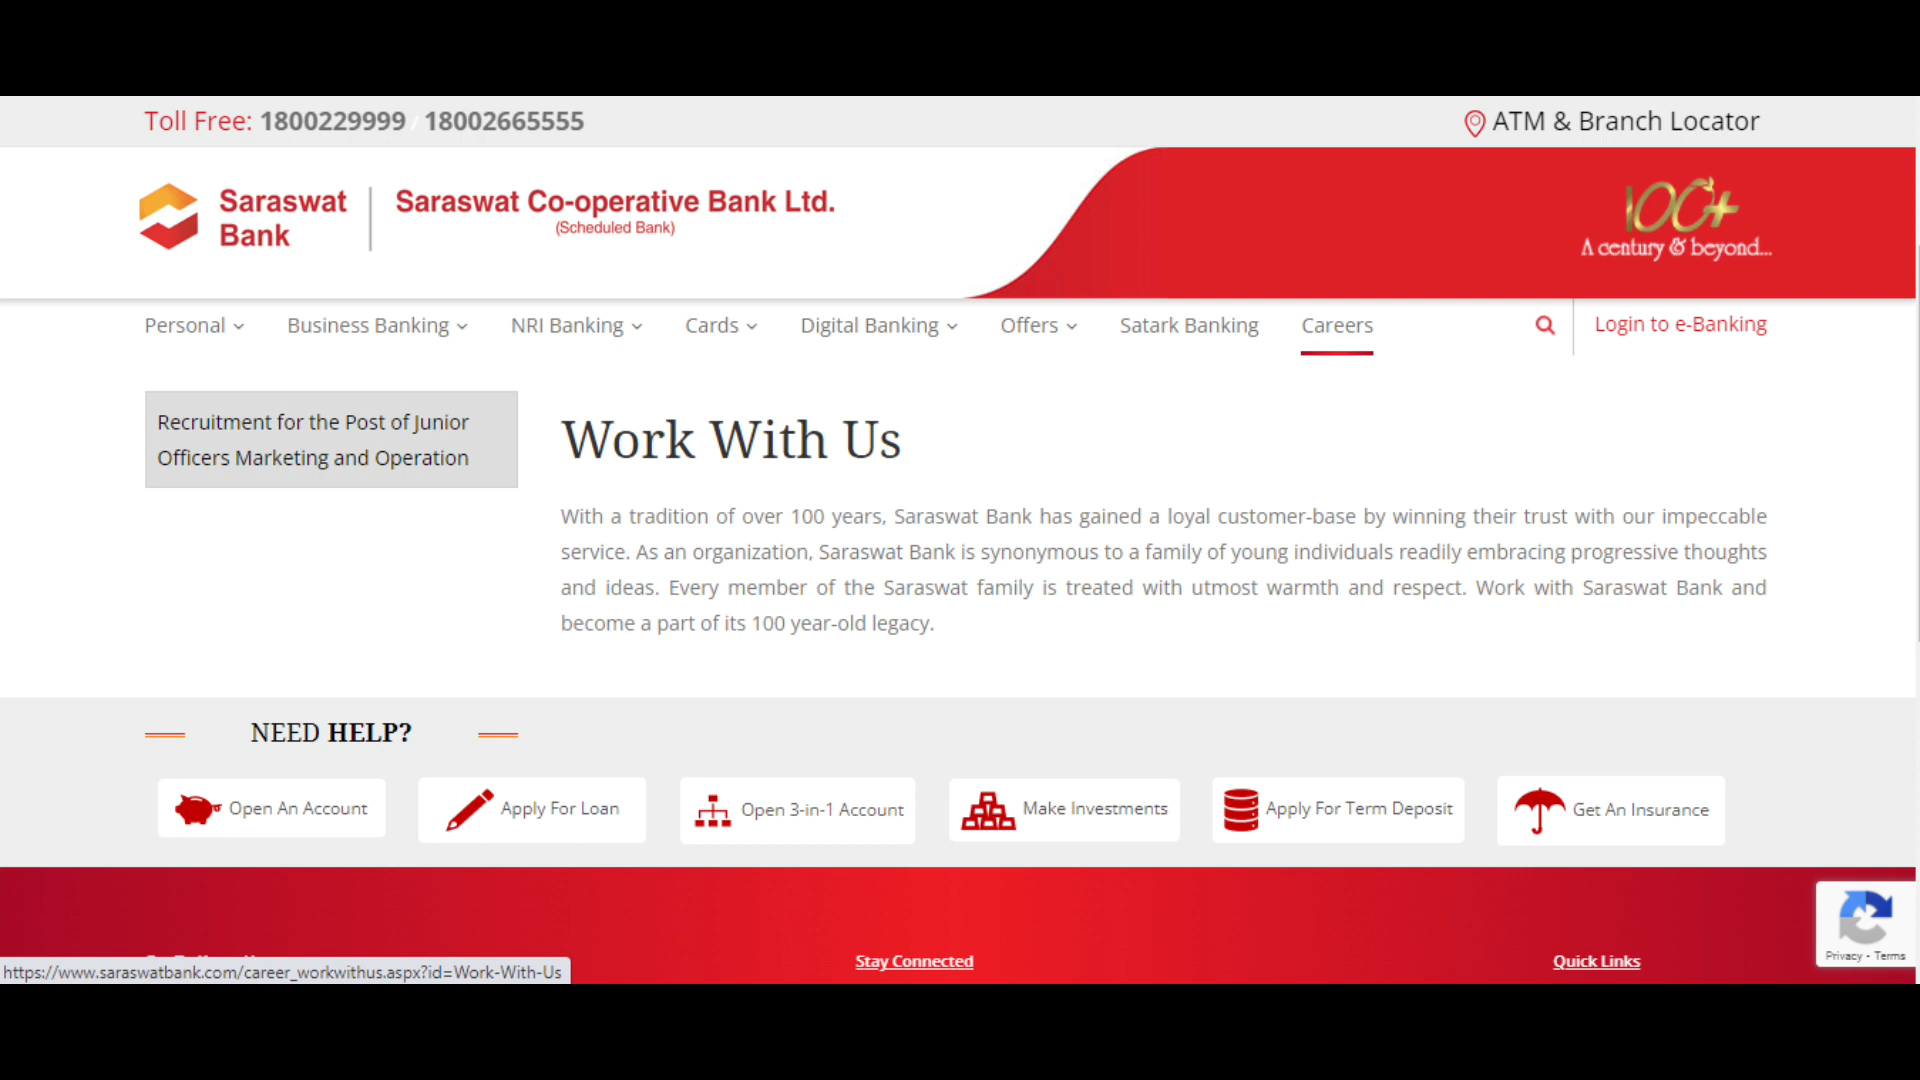 Toll Free: 1800229999 / 18002665555
ATM & Branch Locator
Saraswat Bank
Saraswat Co-operative Bank Ltd.
(Scheduled Bank)
100+
A century & beyond...
Personal
Business Banking
NRI Banking
Cards
Digital Banking
Offers
Satark Banking
Careers
Login to e-Banking
Recruitment for the Post of Junior
Officers Marketing and Operation
Work With Us
With a tradition of over 100 years, Saraswat Bank has gained a loyal customer-base by winning their trust with our impeccable
service. As an organization, Saraswat Bank is synonymous to a family of young individuals readily embracing progressive thoughts
and ideas. Every member of the Saraswat family is treated with utmost warmth and respect. Work with Saraswat Bank and
become a part of its 100 year-old legacy.
NEED HELP?
Open An Account
Apply For Loan
Open 3-in-1 Account
Make Investments
Apply For Term Deposit
Get An Insurance
Stay Connected
Quick Links
Privacy - Terms
https://www.saraswatbank.com/career_workwithus.aspx?id=Work-With-Us